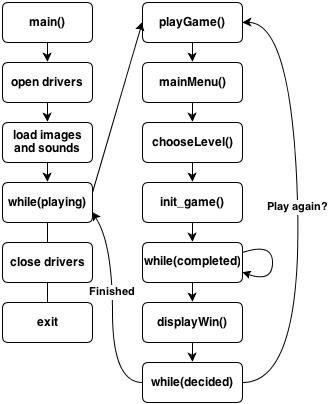 main()
open drivers
load images
and sounds
while(playing)
close drivers
exit
playGame()
mainMenu()
chooseLevel()
init_game()
while(completed)
displayWin()
while(decided)
Finished
Play again?